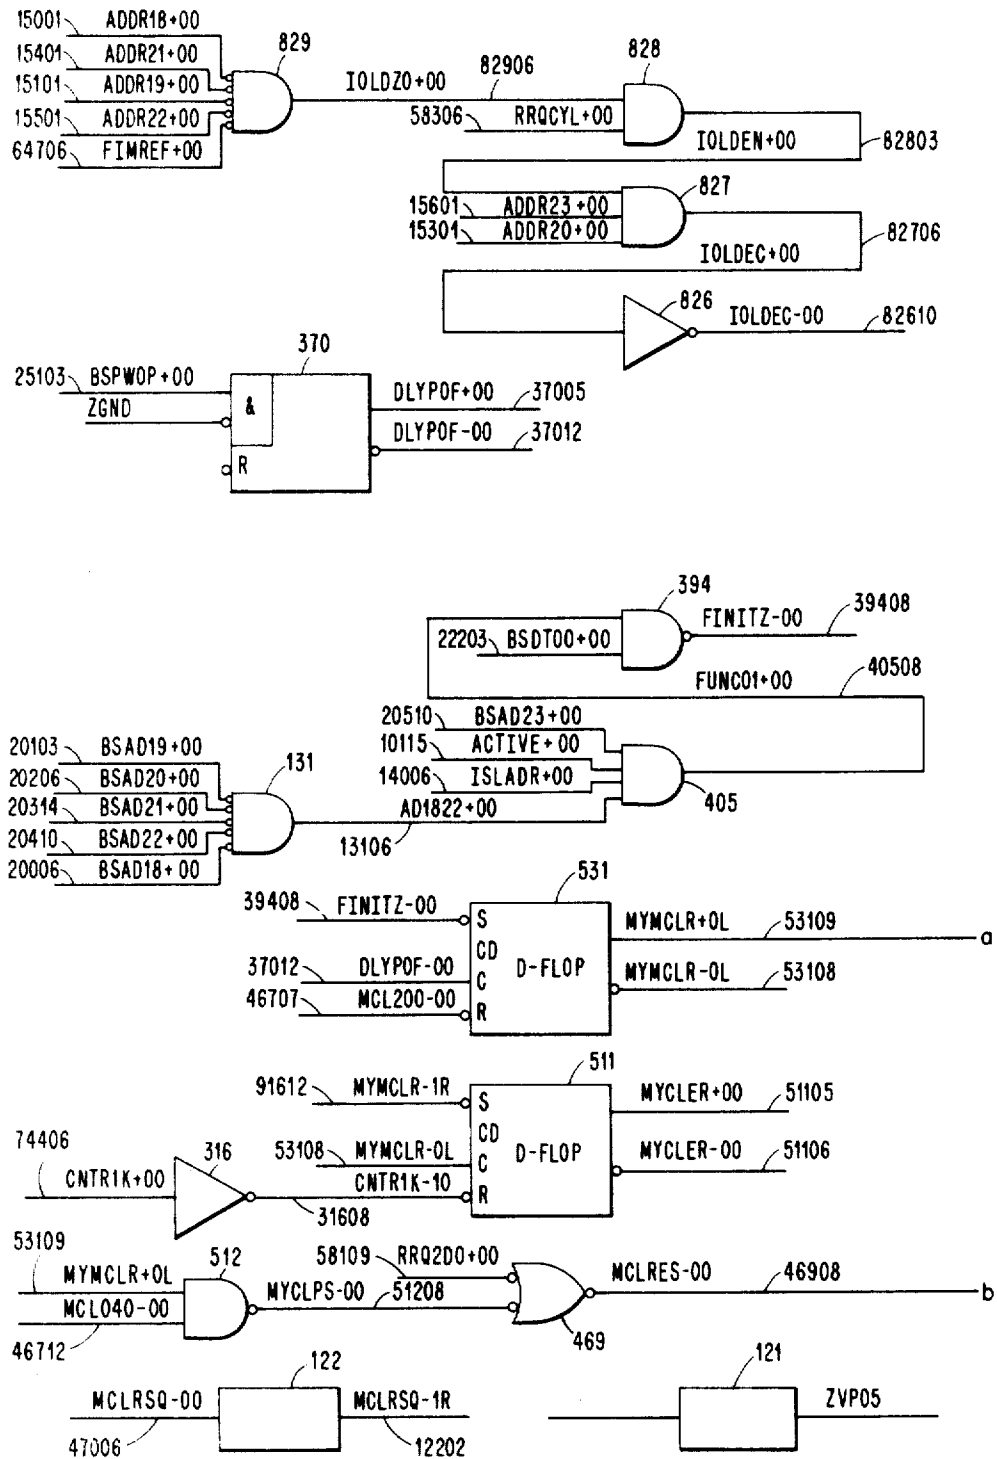 15001 ADDR18+00
829
15401 ADDR21+00
15101 ADDR19+00
15501 ADDR22+00
64706 FIMREF+00
IOLDZO+00 82906
828
58306 RRQCYL+00
IOLDEN+00 82803
827
15601 ADDR23+00
15301 ADDR20+00
IOLDEC+00 82706
826
IOLDEC-00 82610
370
25103 BSPWOP+00
ZGND
&
R
DLYPOF+00 37005
DLYPOF-00 37012
394
FINITZ-00 39408
22203 BSDT00+00
FUNC01+00 40508
20510 BSAD23+00
10115 ACTIVE+00
14006 ISLADR+00
405
20103 BSAD19+00
131
20206 BSAD20+00
20314 BSAD21+00
20410 BSAD22+00
20006 BSAD18+00
AD1822+00
13106
531
39408 FINITZ-00
S
CD
D-FLOP
37012 DLYPOF-00
C
46707 MCL200-00
R
MYMCLR+0L 53109 a
MYMCLR-0L 53108
511
91612 MYMCLR-1R
S
CD
D-FLOP
53108 MYMCLR-0L
C
CNTR1K-10
R
MYCLER+00 51105
MYCLER-00 51106
74406
CNTR1K+00
316
31608
53109
MYMCLR+0L
512
MCL040-00
46712
MYCLPS-00 51208
58109 RRQ2D0+00
469
MCLRES-00 46908 b
122
MCLRSQ-00
47006
MCLRSQ-1R
12202
121
ZVP05